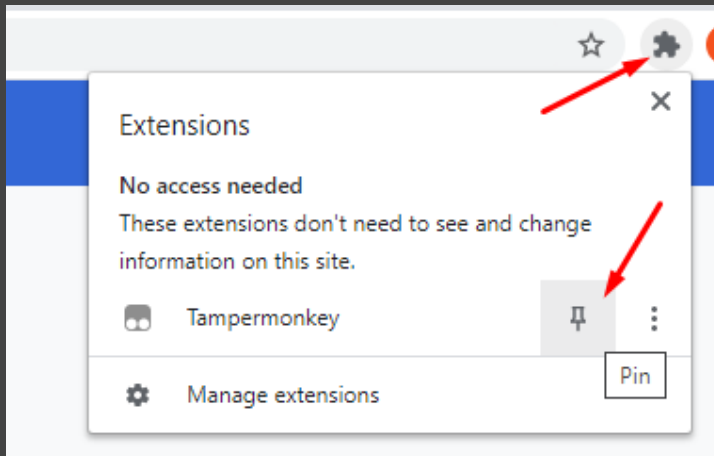 Extensions
No access needed
These extensions don't need to see and change
information on this site.
Tampermonkey
Pin
Manage extensions